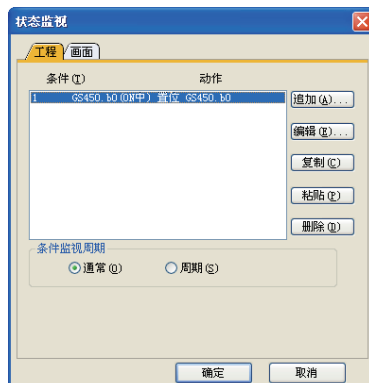 状态监视
工程 画面
条件(T) 动作
1 GS450.b0(ON中) 置位 GS450.b0
追加(A)...
编辑(E)...
复制(C)
粘贴(P)
删除(D)
条件监视周期
通常(O) 周期(S)
确定 取消